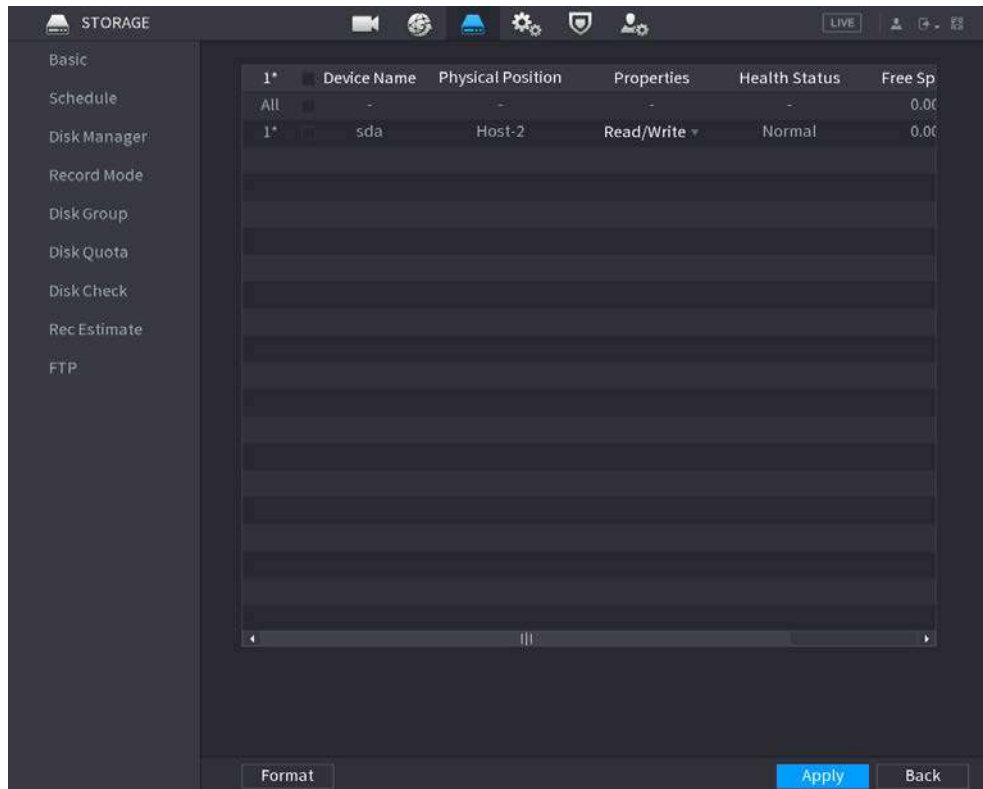 STORAGE LIVE
Basic
Schedule
Disk Manager
Record Mode
Disk Group
Disk Quota
Disk Check
Rec Estimate
FTP
1* Device Name Physical Position Properties Health Status Free Sp
All - - - - 0.00
1* sda Host-2 Read/Write Normal 0.00
Format Apply Back